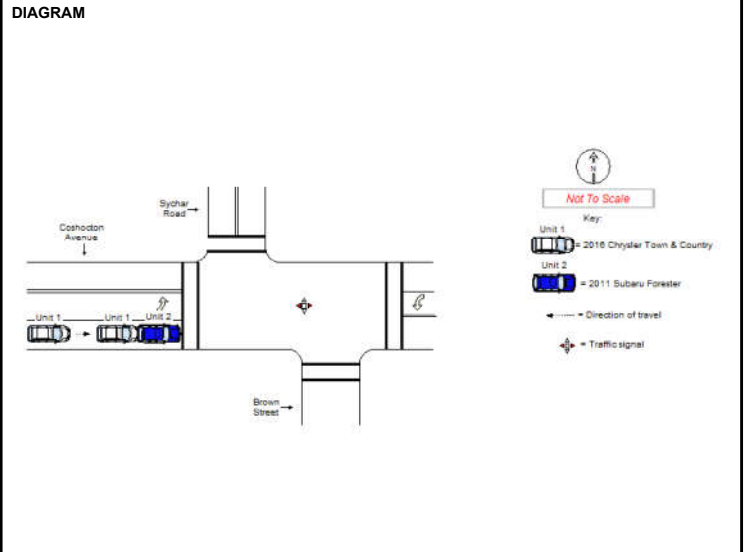 DIAGRAM
N
Not To Scale
Key:
Unit 1
= 2016 Chrysler Town & Country
Unit 2
= 2011 Subaru Forester
= Direction of travel
= Traffic signal
Sychar
Road
Coshocton
Avenue
Unit 1
Unit 1
Unit 2
Brown
Street